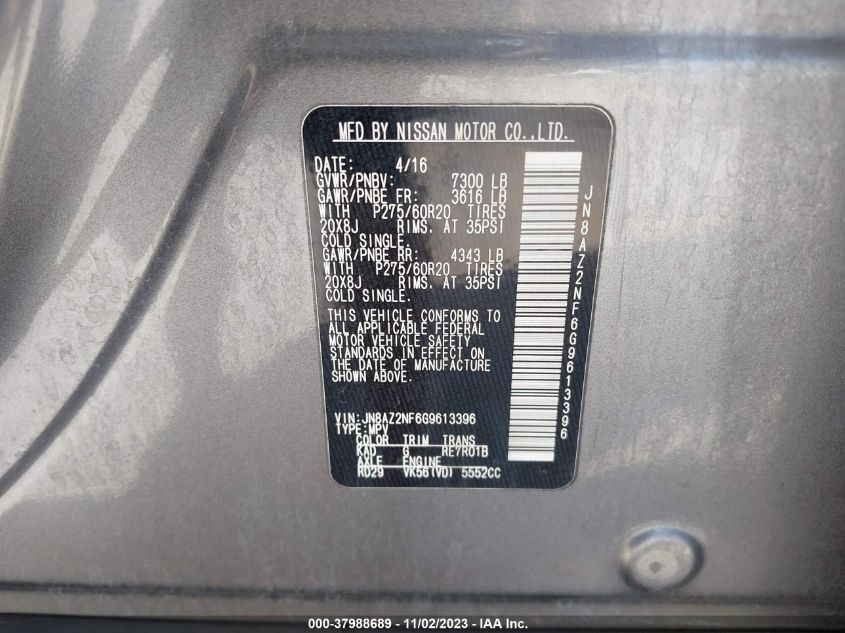 MFD BY NISSAN MOTOR CO.,LTD.
DATE: 4/16
GVWR/PNBV: 7300 LB
GAWR/PNBE FR: 3616 LB
WITH P275/60R20 TIRES
20X8J RIMS. AT 35PSI
COLD SINGLE.
GAWR/PNBE RR: 4343 LB
WITH P275/60R20 TIRES
20X8J RIMS. AT 35PSI
COLD SINGLE.
THIS VEHICLE CONFORMS TO
ALL APPLICABLE FEDERAL
MOTOR VEHICLE SAFETY
STANDARDS IN EFFECT ON
THE DATE OF MANUFACTURE
SHOWN ABOVE.
VIN:JN8AZ2NF6G9613396
TYPE:MPV
COLOR TRIM TRANS
KAD G RE7R01B
AXLE ENGINE
RD29 VK56(VD) 5552CC
JN8AZ2NF6G9613396
000-37988689 - 11/02/2023 - IAA Inc.